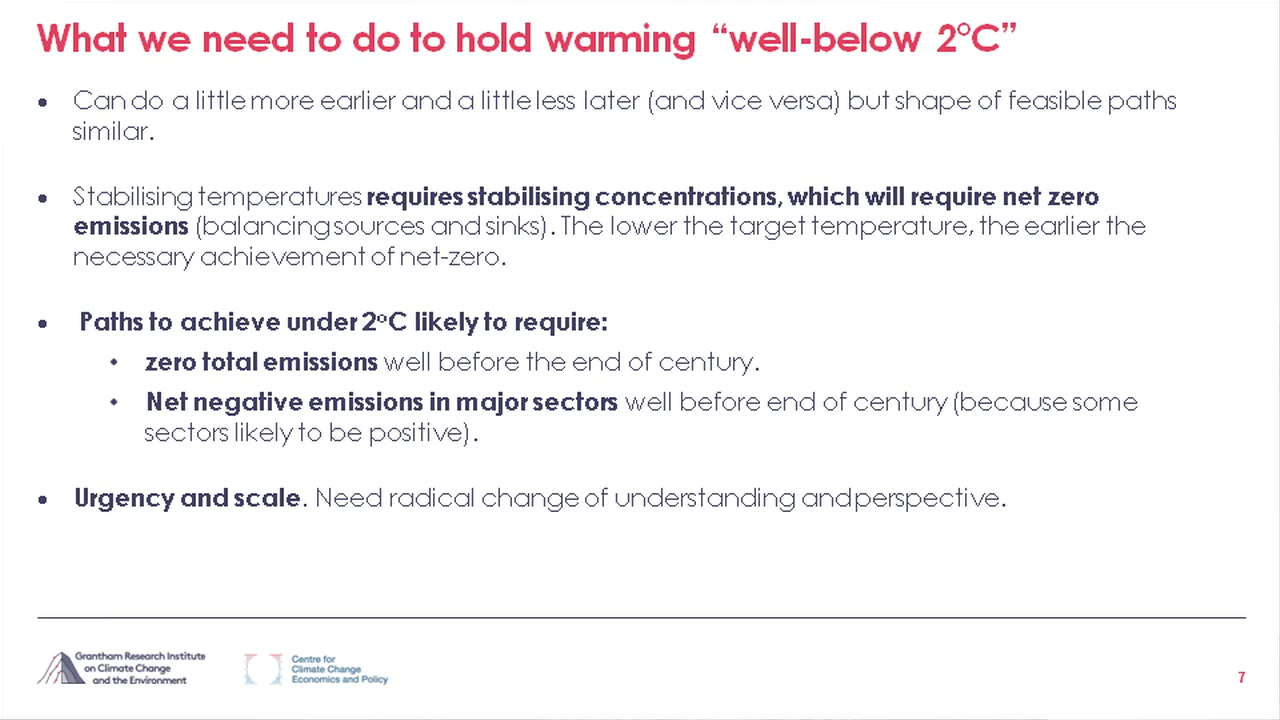 What we need to do to hold warming “well-below 2°C”
• Can do a little more earlier and a little less later (and vice versa) but shape of feasible paths
similar.
• Stabilising temperatures requires stabilising concentrations, which will require net zero
emissions (balancing sources and sinks). The lower the target temperature, the earlier the
necessary achievement of net-zero.
• Paths to achieve under 2°C likely to require:
• zero total emissions well before the end of century.
• Net negative emissions in major sectors well before end of century (because some
sectors likely to be positive).
• Urgency and scale. Need radical change of understanding and perspective.
Grantham Research Institute
on Climate Change
and the Environment
Centre for
Climate Change
Economics and Policy
7